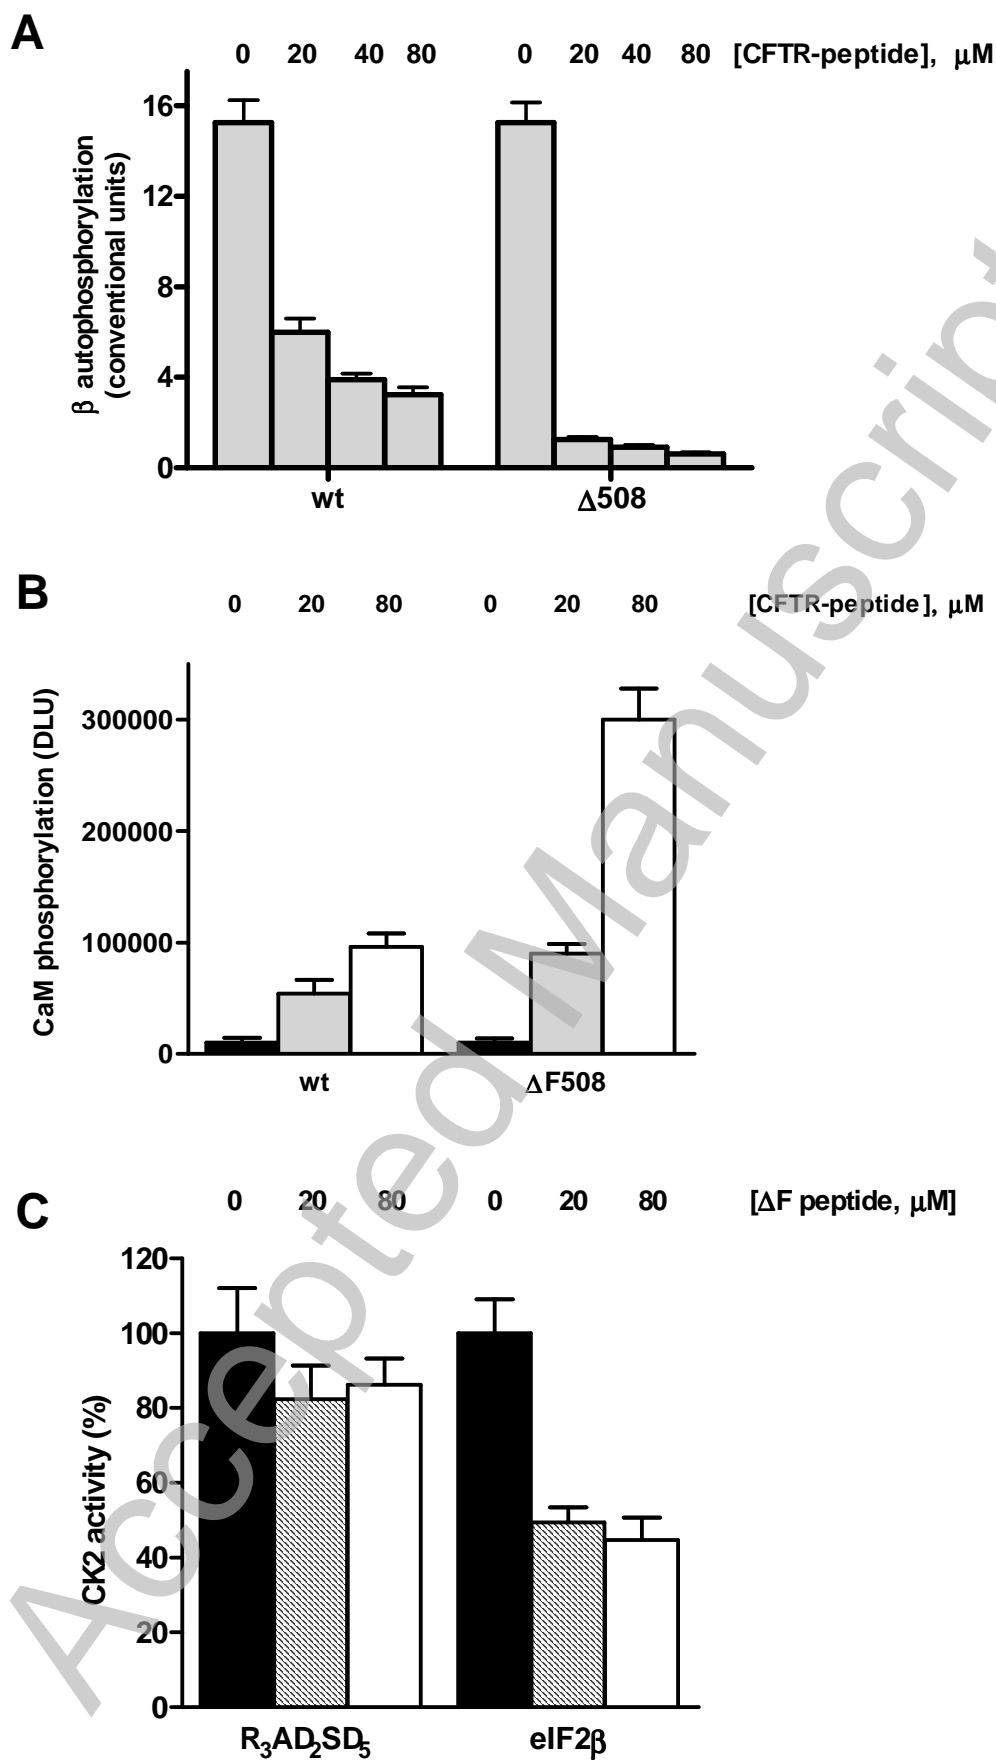 A
0 20 40 80 0 20 40 80 [CFTR-peptide], μM
β autophosphorylation
(conventional units)
16
12
8
4
0
wt Δ508
B
0 20 80 0 20 80 [CFTR-peptide], μM
CaM phosphorylation (DLU)
300000
200000
100000
0
wt ΔF508
C
0 20 80 0 20 80 [ΔF peptide, μM]
CK2 activity (%)
120
100
80
60
40
20
0
R3AD2SD5 eIF2β
Accepted Manuscript